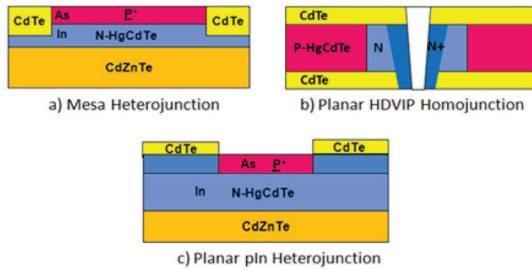 CdTe As P⁺ CdTe
In N-HgCdTe
CdZnTe
a) Mesa Heterojunction
CdTe
P-HgCdTe N N+
CdTe
b) Planar HDVIP Homojunction
CdTe CdTe
As P⁺
In N-HgCdTe
CdZnTe
c) Planar pIn Heterojunction